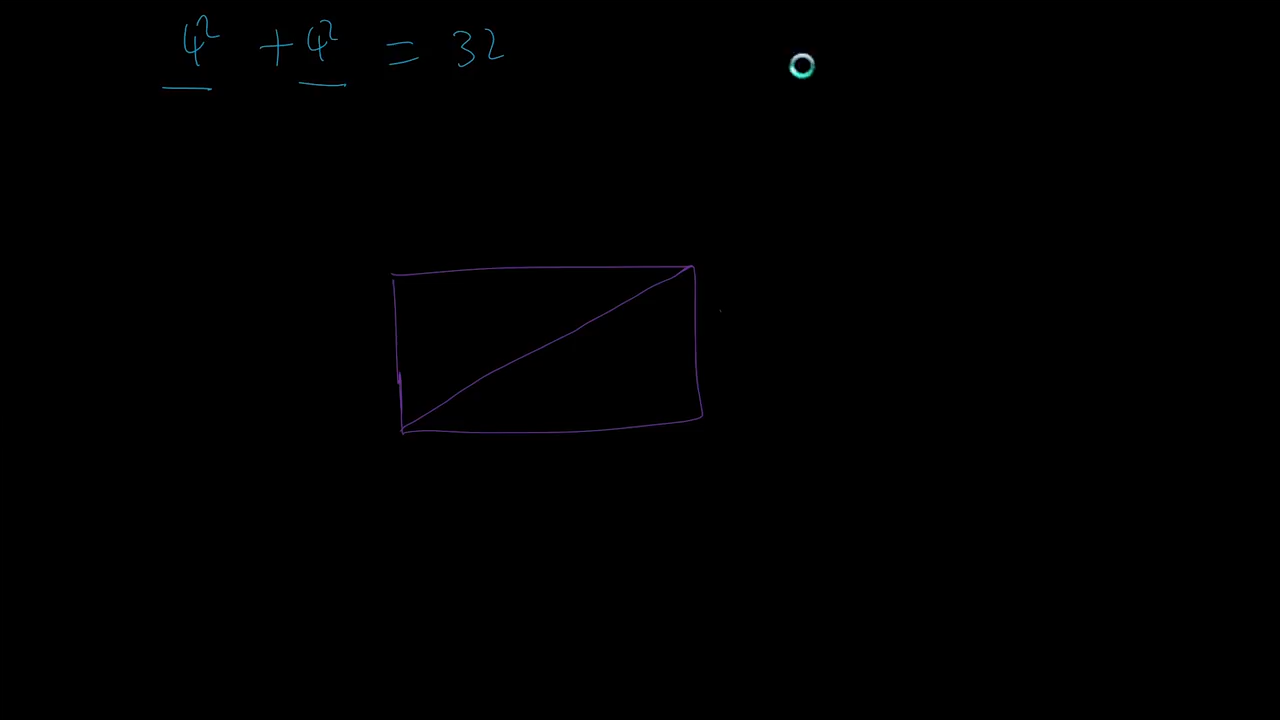 4² + 4² = 32